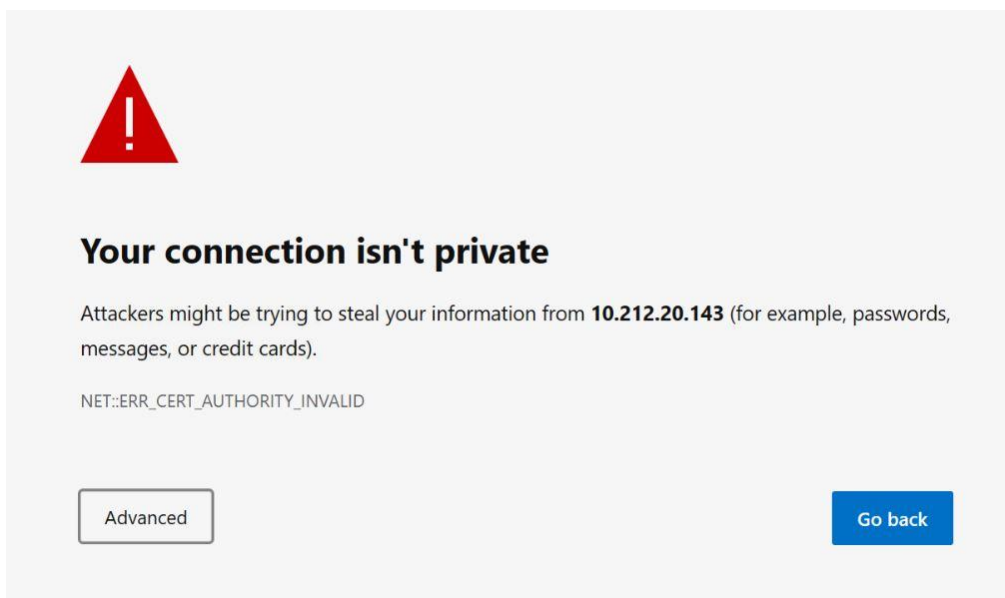 Your connection isn't private
Attackers might be trying to steal your information from 10.212.20.143 (for example, passwords,
messages, or credit cards).
NET::ERR_CERT_AUTHORITY_INVALID
Advanced
Go back